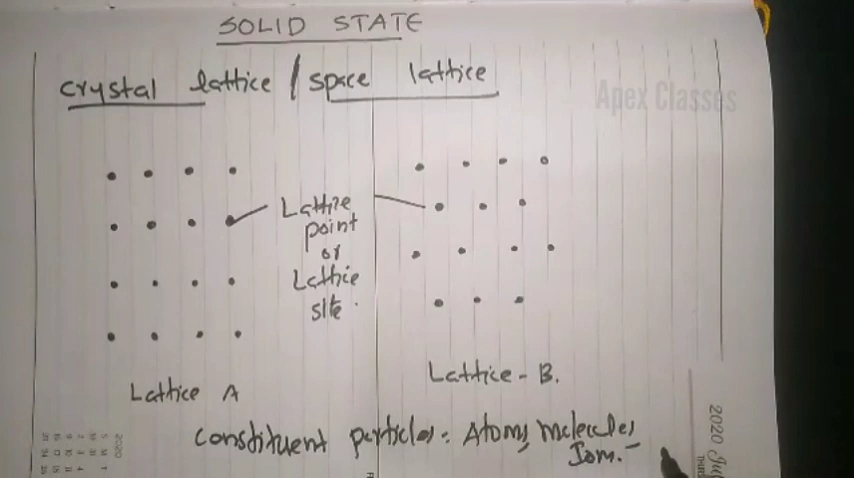 SOLID STATE
crystal lattice / space lattice
Apex Classes
Lattice
point
or
Lattice
site.
Lattice A
Lattice - B.
Constituent particles: Atoms, molecules,
Ions.
2020